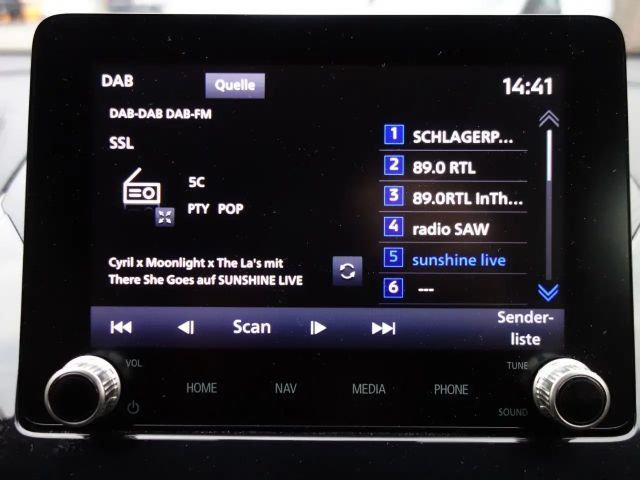 DAB Quelle 14:41
DAB-DAB DAB-FM
SSL
5C
PTY POP
Cyril x Moonlight x The La's mit
There She Goes auf SUNSHINE LIVE
1 SCHLAGERP...
2 89.0 RTL
3 89.0RTL InTh...
4 radio SAW
5 sunshine live
6 ---
Scan
Sender-
liste
VOL
TUNE
HOME NAV MEDIA PHONE
SOUND